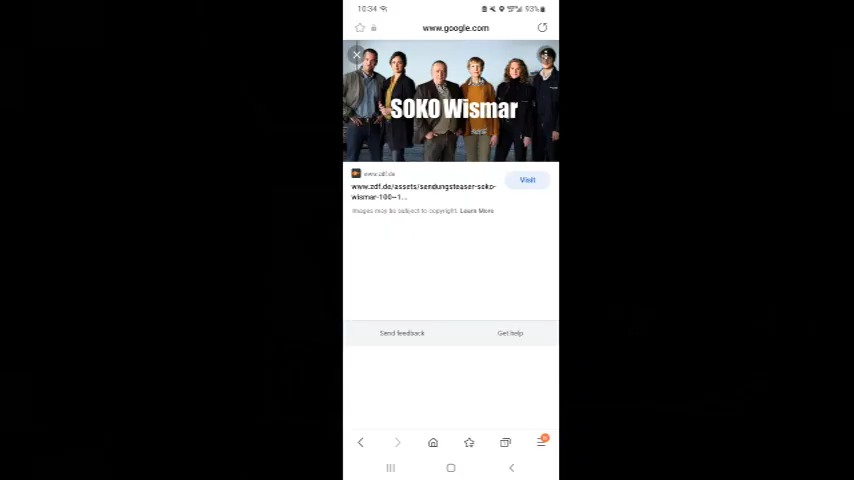 10:34
93%
www.google.com
SOKO Wismar
www.zdf.de
www.zdf.de/assets/sendungsteaser-soko-
wismar-100~1...
Visit
Images may be subject to copyright. Learn More
Send feedback
Get help